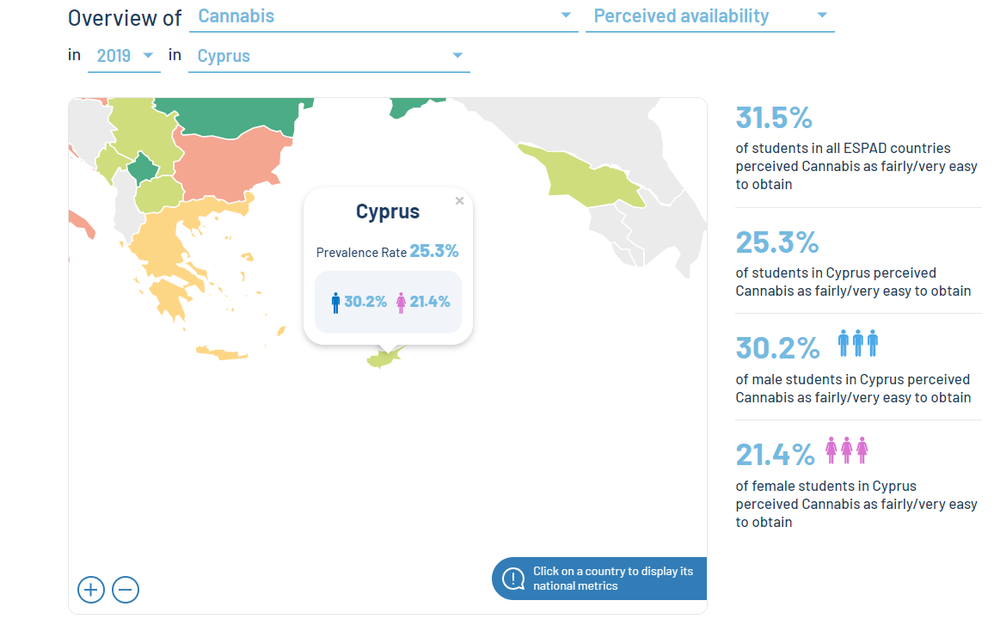 Overview of Cannabis Perceived availability
in 2019 in Cyprus
Cyprus
×
Prevalence Rate 25.3%
30.2% 21.4%
Click on a country to display its
national metrics
31.5%
of students in all ESPAD countries
perceived Cannabis as fairly/very easy
to obtain
25.3%
of students in Cyprus perceived
Cannabis as fairly/very easy to obtain
30.2%
of male students in Cyprus perceived
Cannabis as fairly/very easy to obtain
21.4%
of female students in Cyprus
perceived Cannabis as fairly/very easy
to obtain